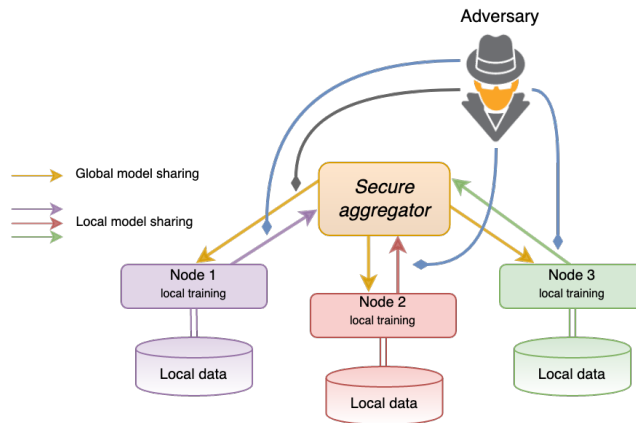 Adversary
Global model sharing
Local model sharing
Secure
aggregator
Node 1
local training
Node 2
local training
Node 3
local training
Local data
Local data
Local data